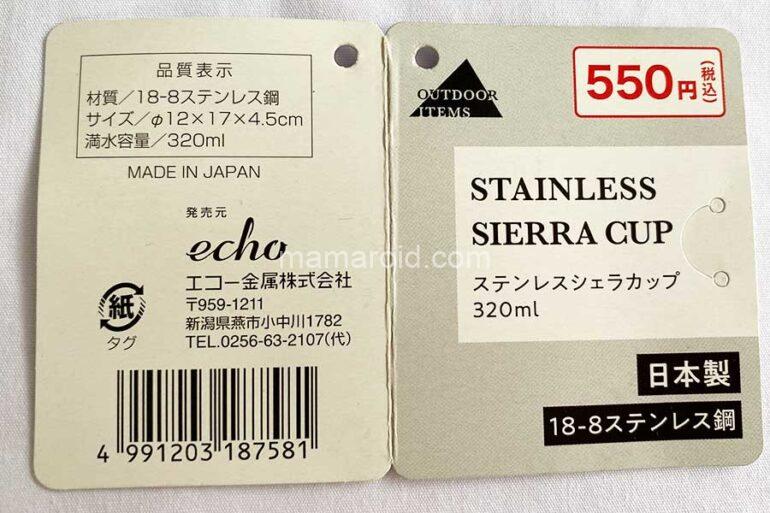 品質表示
材質／18-8ステンレス鋼
サイズ／φ12×17×4.5cm
満水容量／320ml
MADE IN JAPAN
発売元
echo
エコー金属株式会社
〒959-1211
新潟県燕市小中川1782
TEL.0256-63-2107(代)
紙
タグ
4 991203 187581
mamaroid.com
OUTDOOR
ITEMS
550円(税込)
STAINLESS
SIERRA CUP
ステンレスシェラカップ
320ml
日本製
18-8ステンレス鋼